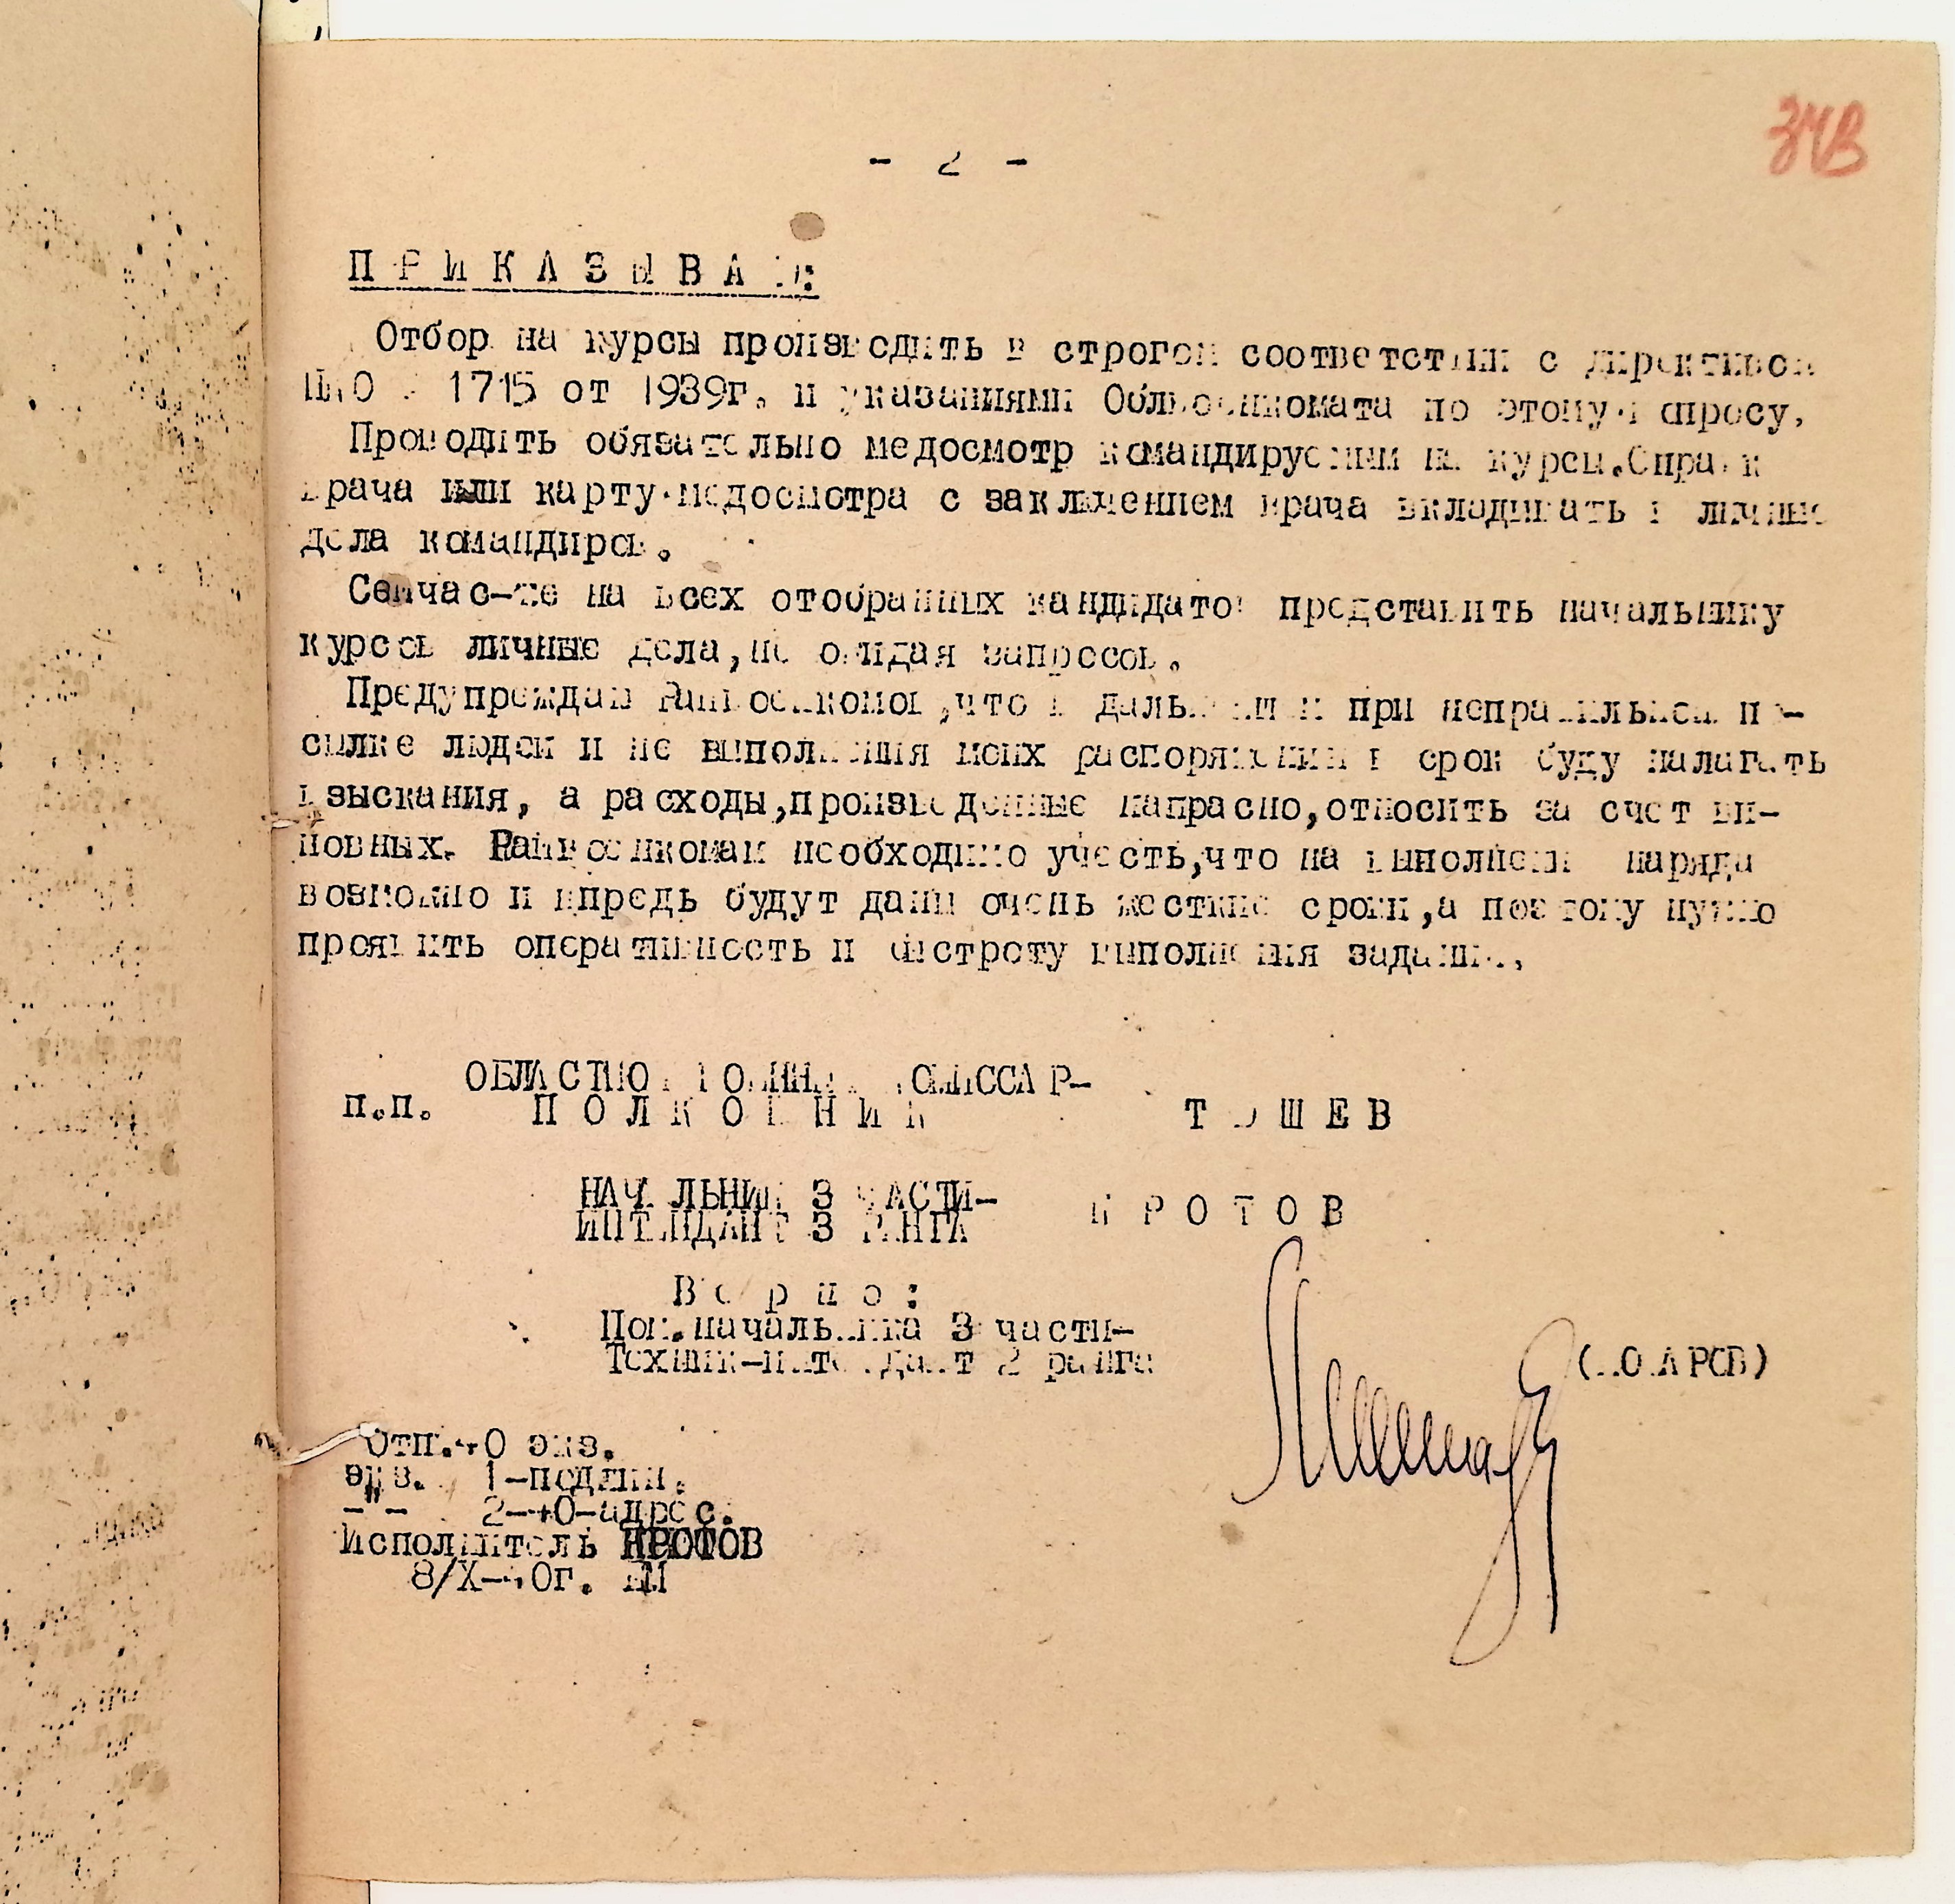 - 2 -
П Р И К А З Ы В А Ю:
Отбор на курсы производить в строгом соответствии с директивой
НКО 1715 от 1939г. и указаниями Облвоенкомата по этому вопросу.
Проводить обязательно медосмотр командируемым на курсы.Справки
врача или карту медосмотра с заключением врача вкладывать в личные
дела командиров.
Сейчас-же на всех отобранных кандидатов представить начальнику
курсов личные дела,не ожидая запросов.
Предупреждаю Райвоенкомов,что в дальнейшем при неправильной по-
сылке людей и не выполнения моих распоряжений в срок буду налагать
взыскания, а расходы,произведенные напрасно,относить за счет ви-
новных. Райвоенкомам необходимо учесть,что на выполнение наряда
возможно и впредь будут даны очень жесткие сроки,а поэтому нужно
проявить оперативность и быстроту выполнения задания.
ОБЛАСТНОЙ ВОЕННЫЙ КОМИССАР-
п.п. П О Л К О В Н И К Т О Ш Е В
НАЧАЛЬНИК 3 ЧАСТИ-
ИНТЕНДАНТ 3 РАНГА К Р О Т О В
В е р н о :
Пом.начальника 3 части-
Техник-интендант 2 ранга
Отп.40 экз.
экз. 1-подлин.
-"- 2-40-адрес.
Исполнитель КРОТОВ
8/X-40г.